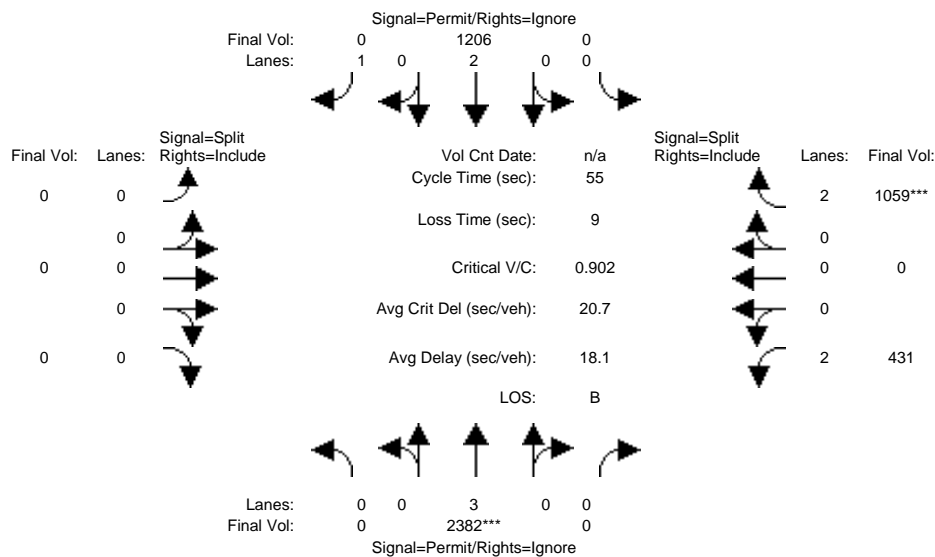 Signal=Permit/Rights=Ignore
Final Vol: 0 1206 0
Lanes: 1 0 2 0 0
Signal=Split
Final Vol: Lanes: Rights=Include
Vol Cnt Date: n/a
Signal=Split
Rights=Include Lanes: Final Vol:
Cycle Time (sec): 55
0 0
2 1059***
Loss Time (sec): 9
0
0
0 0
Critical V/C: 0.902
0 0
0
Avg Crit Del (sec/veh): 20.7
0
0 0
Avg Delay (sec/veh): 18.1
2 431
LOS: B
Lanes: 0 0 3 0 0
Final Vol: 0 2382*** 0
Signal=Permit/Rights=Ignore